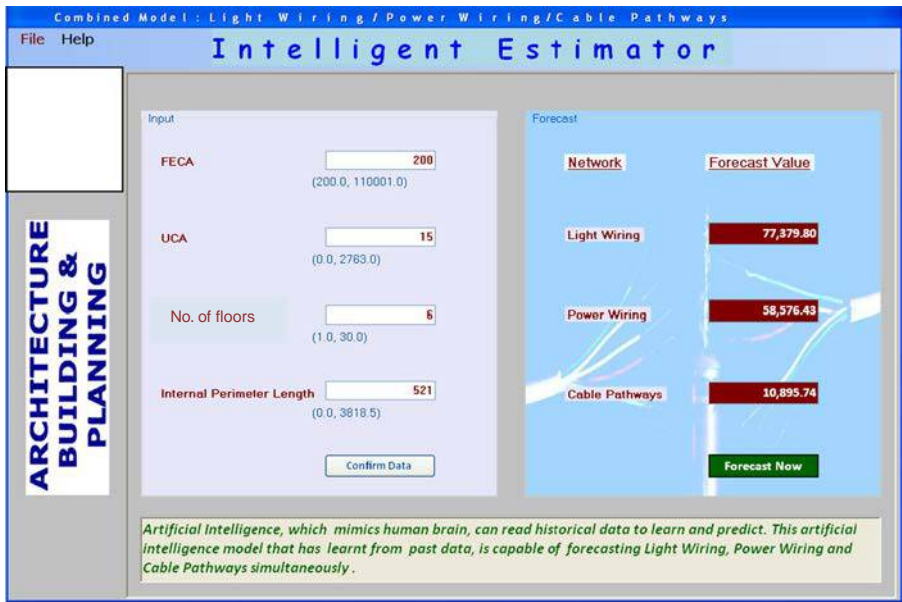 Combined Model: Light Wiring/Power Wiring/Cable Pathways
File Help
Intelligent Estimator
ARCHITECTURE
BUILDING &
PLANNING
Input
FECA 200
(200.0, 110001.0)
UCA 15
(0.0, 2763.0)
No. of floors 6
(1.0, 30.0)
Internal Perimeter Length 521
(0.0, 3818.5)
Confirm Data
Forecast
Network Forecast Value
Light Wiring 77,379.80
Power Wiring 58,576.43
Cable Pathways 10,895.74
Forecast Now
Artificial Intelligence, which mimics human brain, can read historical data to learn and predict. This artificial
intelligence model that has learnt from past data, is capable of forecasting Light Wiring, Power Wiring and
Cable Pathways simultaneously .